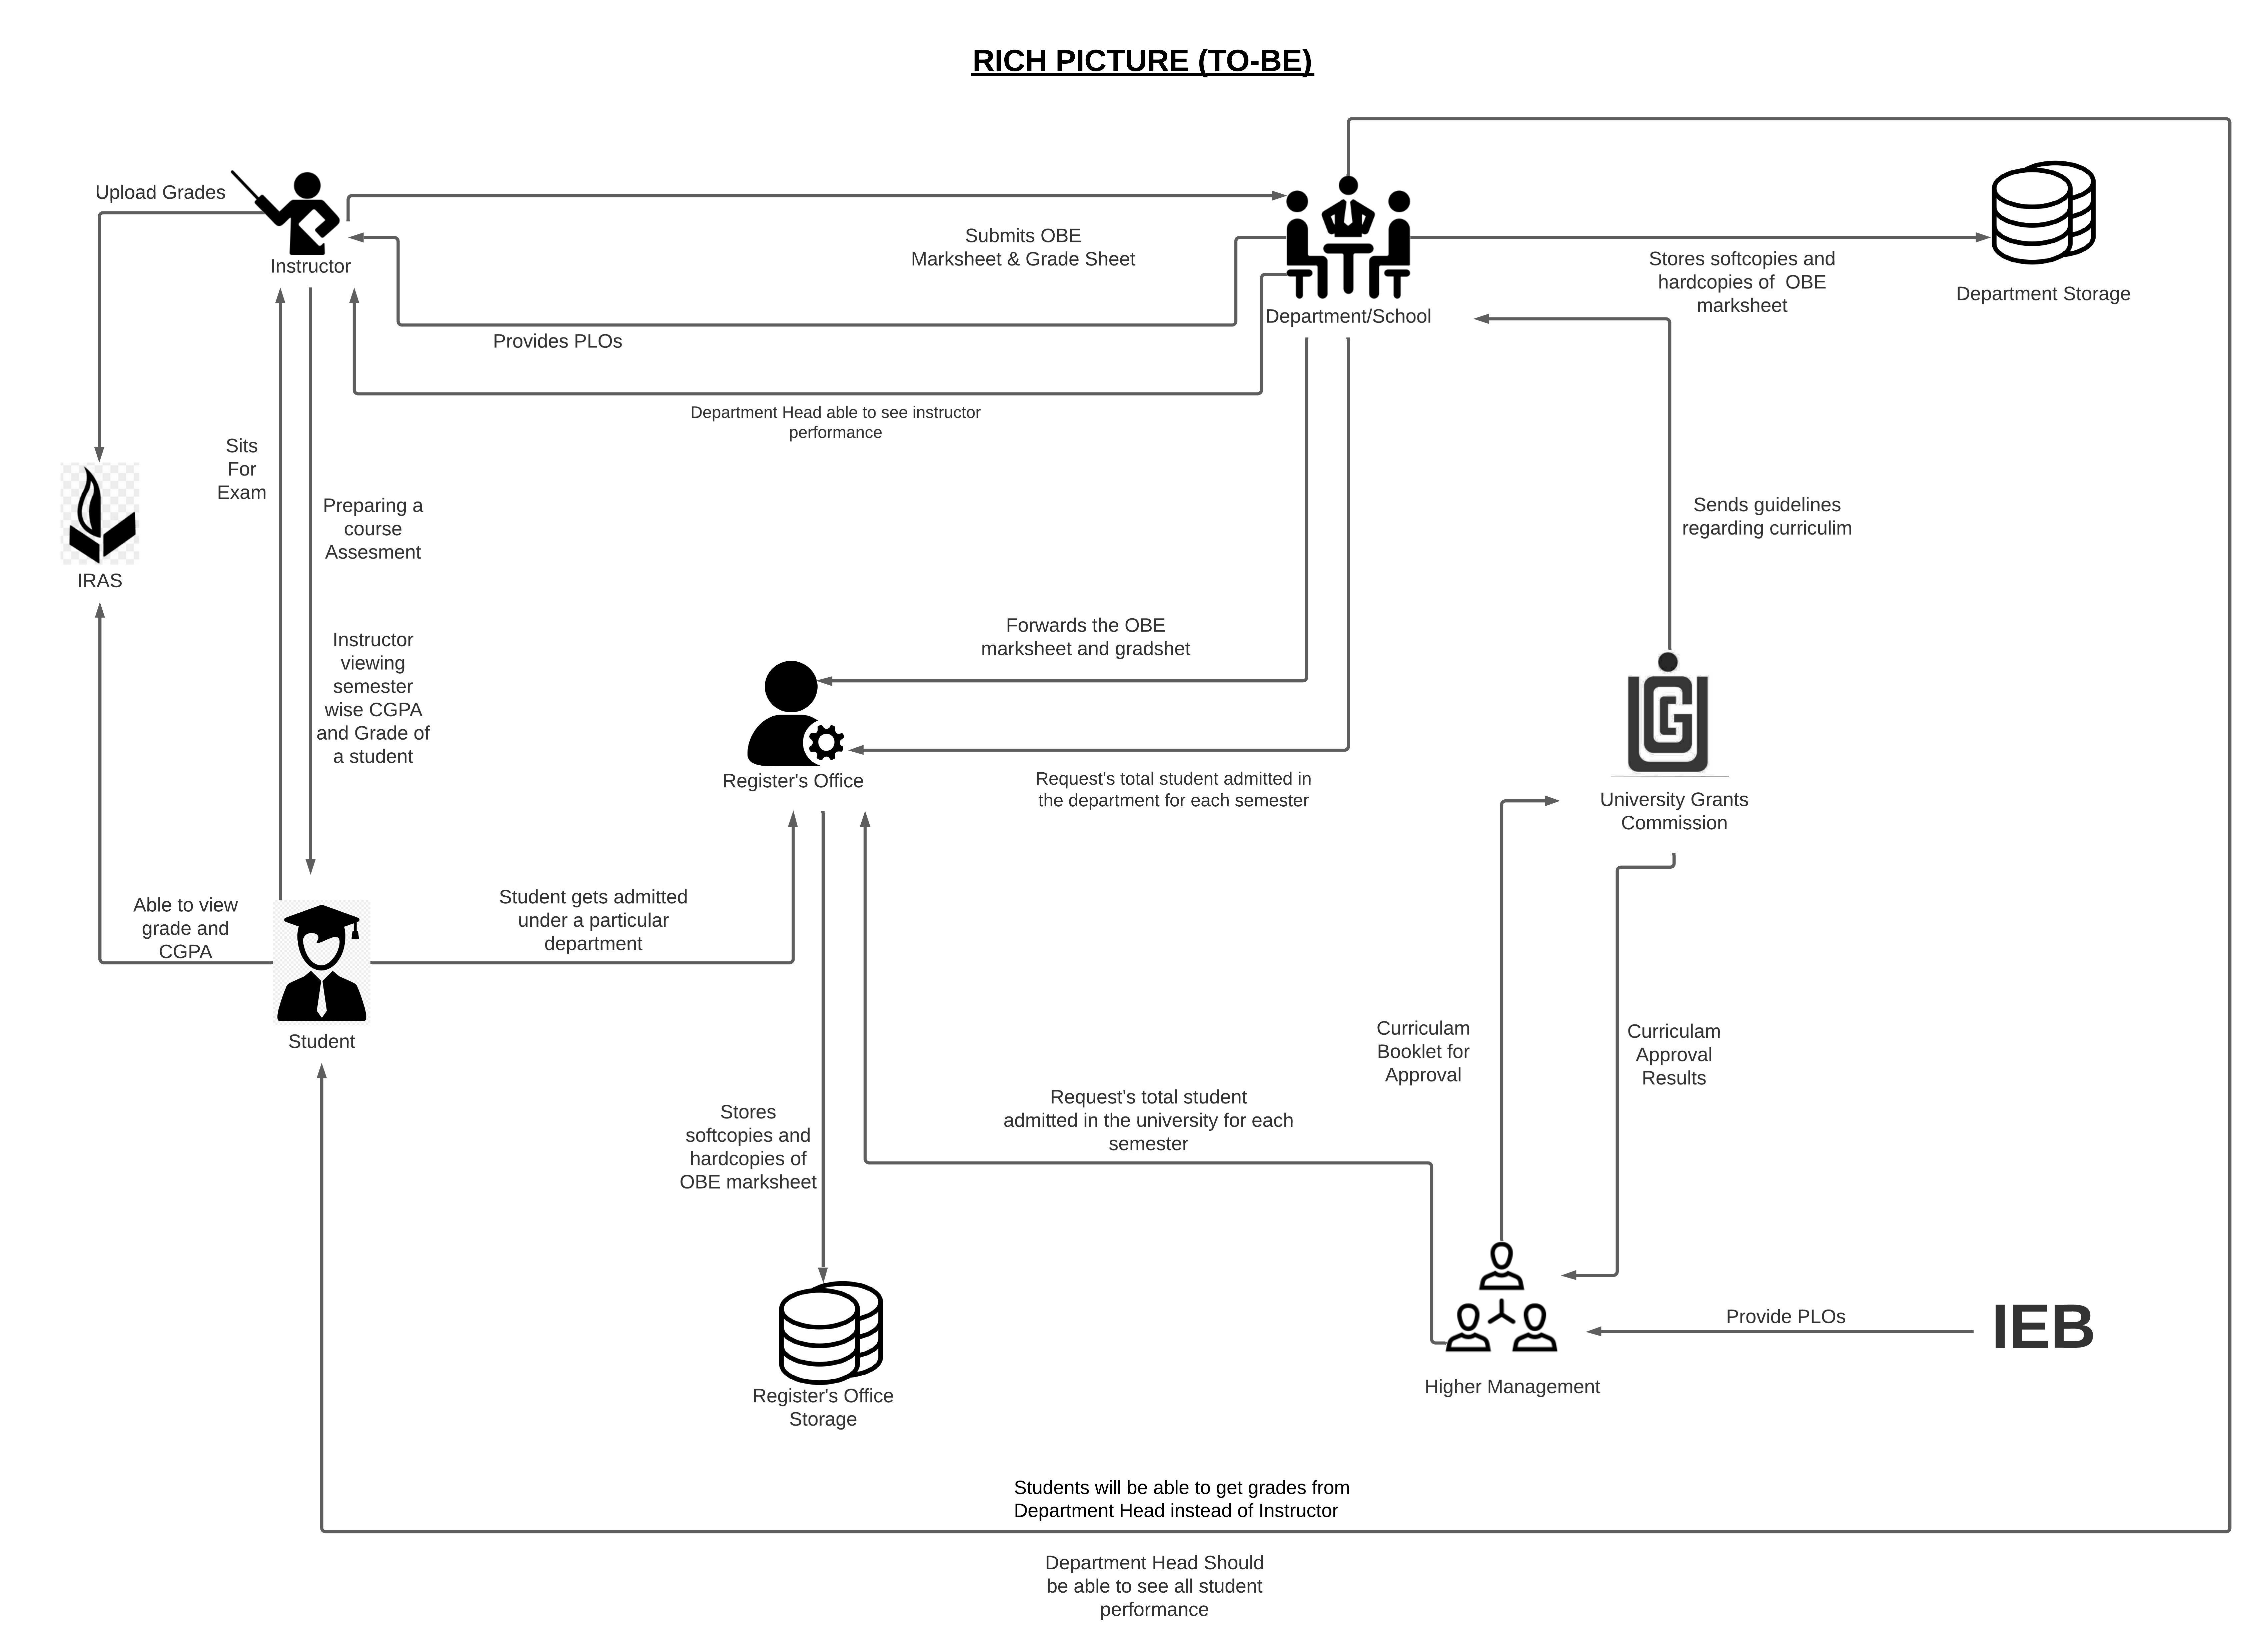 RICH PICTURE (TO-BE)
Upload Grades
Instructor
Submits OBE
Marksheet & Grade Sheet
Provides PLOs
Department/School
Stores softcopies and
hardcopies of  OBE
marksheet
Department Storage
Department Head able to see instructor
performance
Sits
For
Exam
Preparing a
course
Assesment
IRAS
Sends guidelines
regarding curriculim
Instructor
viewing
semester
wise CGPA
and Grade of
a student
Forwards the OBE
marksheet and gradshet
Register's Office
Request's total student admitted in
the department for each semester
UGC
University Grants
Commission
Able to view
grade and
CGPA
Student gets admitted
under a particular
department
Student
Curriculam
Booklet for
Approval
Curriculam
Approval
Results
Stores
softcopies and
hardcopies of
OBE marksheet
Request's total student
admitted in the university for each
semester
Provide PLOs
IEB
Higher Management
Register's Office
Storage
Students will be able to get grades from
Department Head instead of Instructor
Department Head Should
be able to see all student
performance